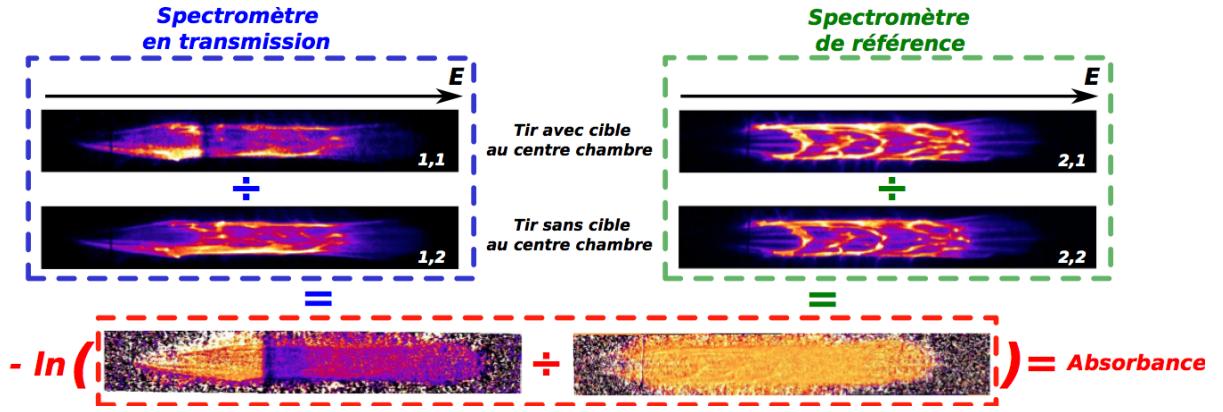 Spectromètre
en transmission
Spectromètre
de référence
E
E
Tir avec cible
au centre chambre
1,1
2,1
÷
÷
Tir sans cible
au centre chambre
1,2
2,2
=
=
- ln ( ÷ ) = Absorbance